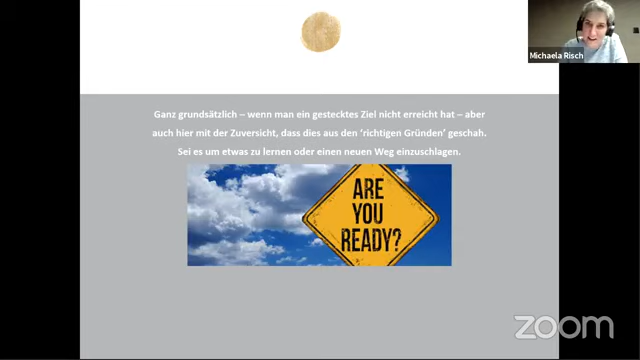 Michaela Risch
Ganz grundsätzlich – wenn man ein gestecktes Ziel nicht erreicht hat – aber
auch hier mit der Zuversicht, dass dies aus den ‘richtigen Gründen’ geschah.
Sei es um etwas zu lernen oder einen neuen Weg einzuschlagen.
ARE
YOU
READY?
zoom